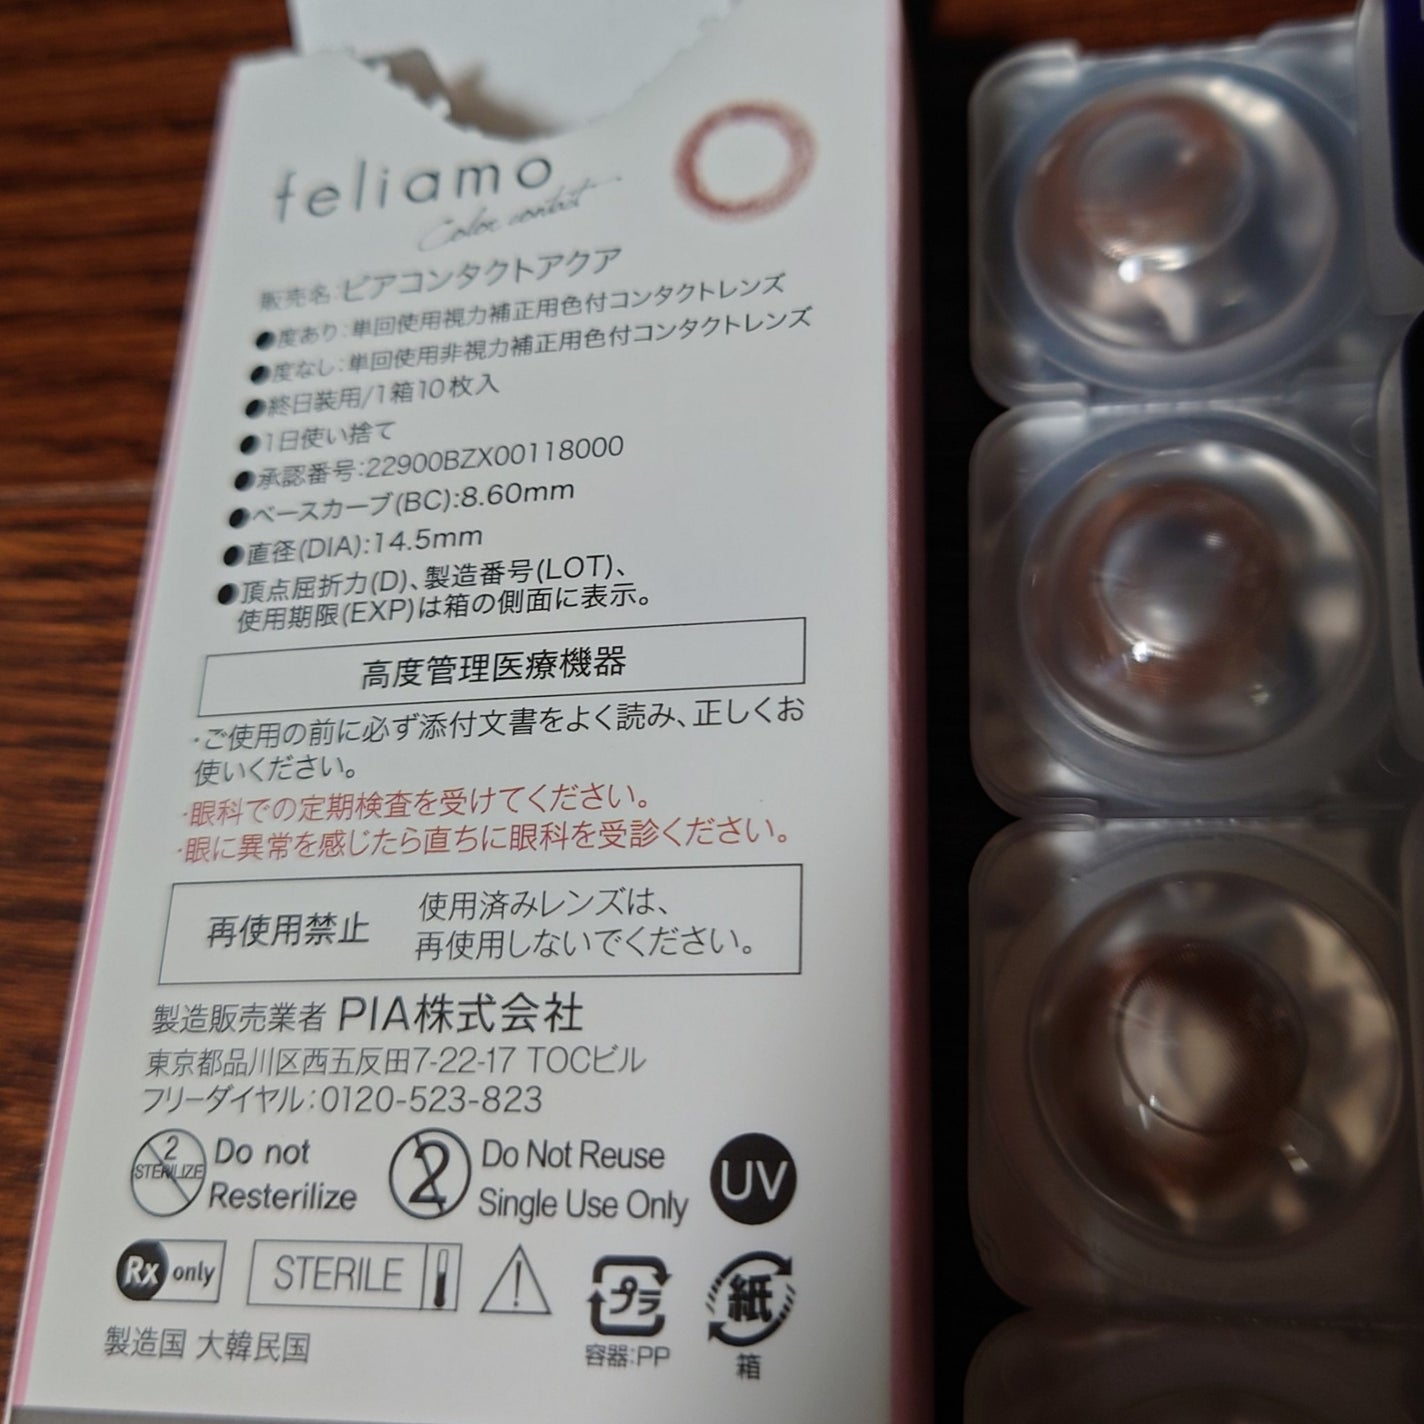 feliamo
Color contact
販売名:ピアコンタクトアクア
●度あり:単回使用視力補正用色付コンタクトレンズ
●度なし:単回使用非視力補正用色付コンタクトレンズ
●終日装用/1箱10枚入
●1日使い捨て
●承認番号:22900BZX00118000
●ベースカーブ(BC):8.60mm
●直径(DIA):14.5mm
●頂点屈折力(D)、製造番号(LOT)、
使用期限(EXP)は箱の側面に表示。
高度管理医療機器
・ご使用の前に必ず添付文書をよく読み、正しくお
使いください。
・眼科での定期検査を受けてください。
・眼に異常を感じたら直ちに眼科を受診ください。
再使用禁止 使用済みレンズは、
再使用しないでください。
製造販売業者 PIA株式会社
東京都品川区西五反田7-22-17 TOCビル
フリーダイヤル:0120-523-823
2 STERILIZE Do not Resterilize
2 Do Not Reuse Single Use Only
UV
Rx only STERILE プラ 紙
容器:PP 箱
製造国 大韓民国